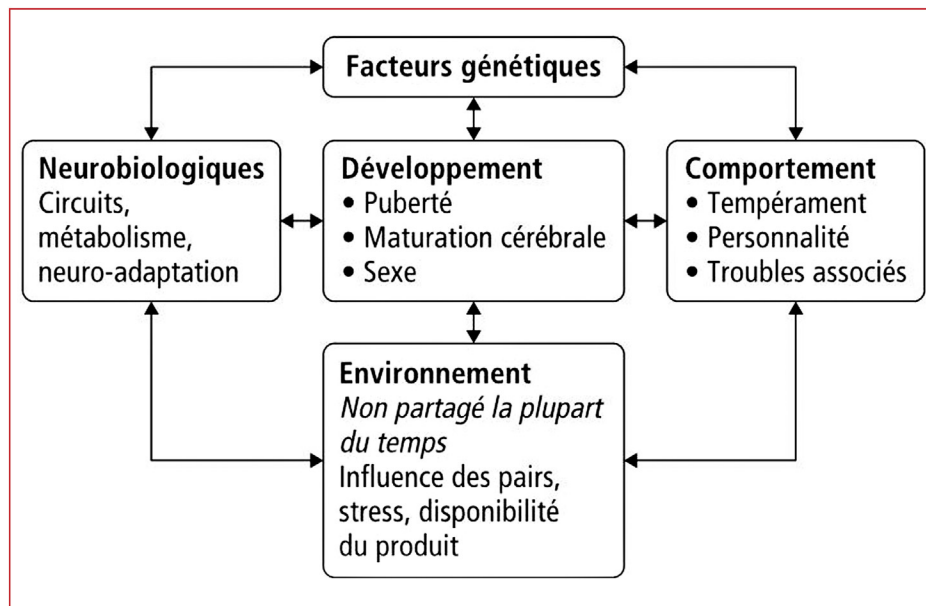 Facteurs génétiques
Neurobiologiques
Circuits,
métabolisme,
neuro-adaptation
Développement
• Puberté
• Maturation cérébrale
• Sexe
Comportement
• Tempérament
• Personnalité
• Troubles associés
Environnement
Non partagé la plupart
du temps
Influence des pairs,
stress, disponibilité
du produit